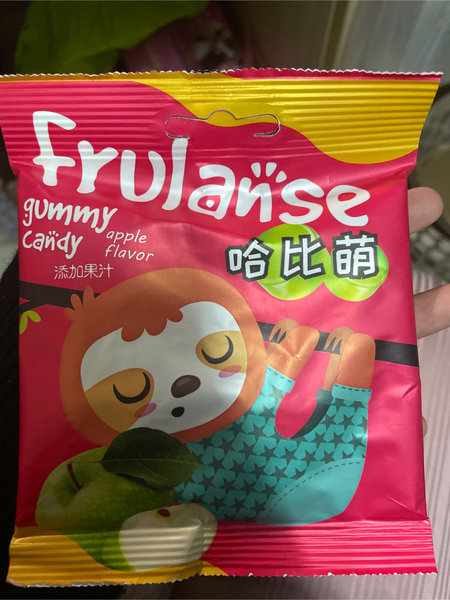 frulanse
gummy
candy
apple
flavor
添加果汁
哈比萌